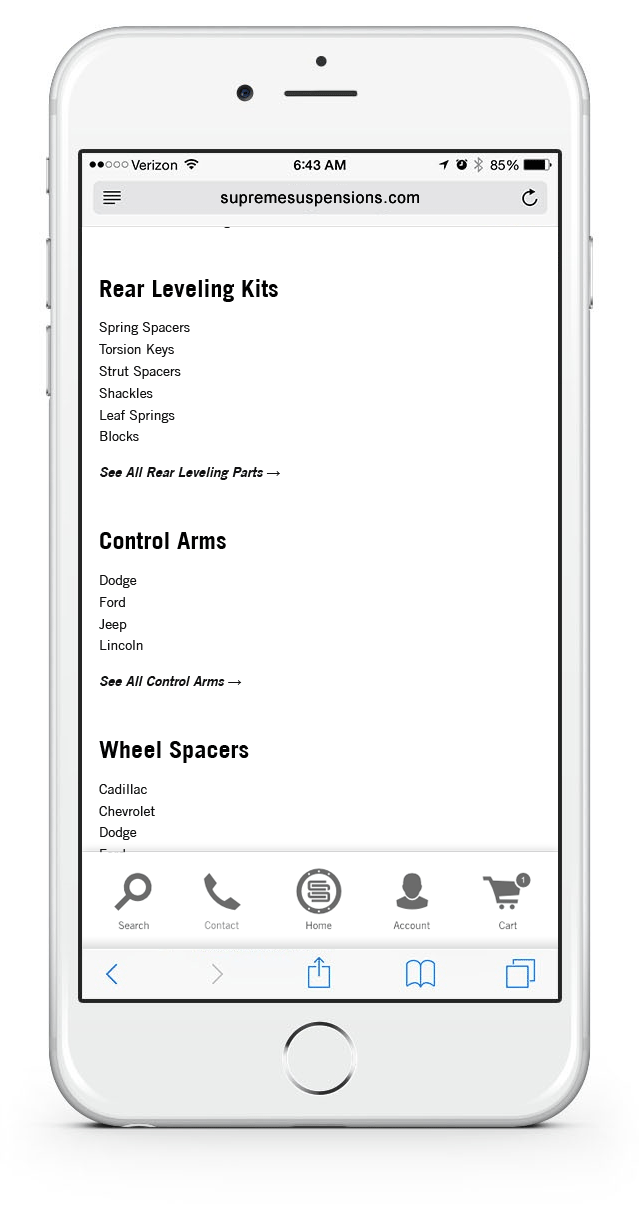 Verizon 6:43 AM 85%
supremesuspensions.com
Rear Leveling Kits
Spring Spacers
Torsion Keys
Strut Spacers
Shackles
Leaf Springs
Blocks
See All Rear Leveling Parts →
Control Arms
Dodge
Ford
Jeep
Lincoln
See All Control Arms →
Wheel Spacers
Cadillac
Chevrolet
Dodge
1
Search Contact Home Account Cart